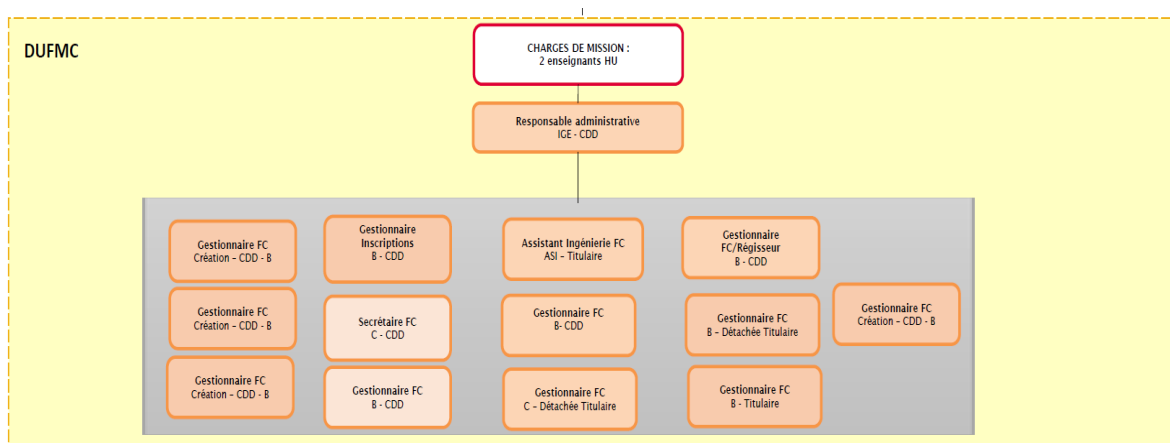 DUFMC
CHARGES DE MISSION :
2 enseignants HU
Responsable administrative
IGE - CDD
Gestionnaire FC
Création – CDD - B
Gestionnaire
Inscriptions
B - CDD
Assistant Ingénierie FC
ASI – Titulaire
Gestionnaire
FC/Régisseur
B - CDD
Gestionnaire FC
Création – CDD - B
Secrétaire FC
C - CDD
Gestionnaire FC
B- CDD
Gestionnaire FC
B – Détachée Titulaire
Gestionnaire FC
Création – CDD - B
Gestionnaire FC
Création – CDD - B
Gestionnaire FC
B - CDD
Gestionnaire FC
C – Détachée Titulaire
Gestionnaire FC
B - Titulaire